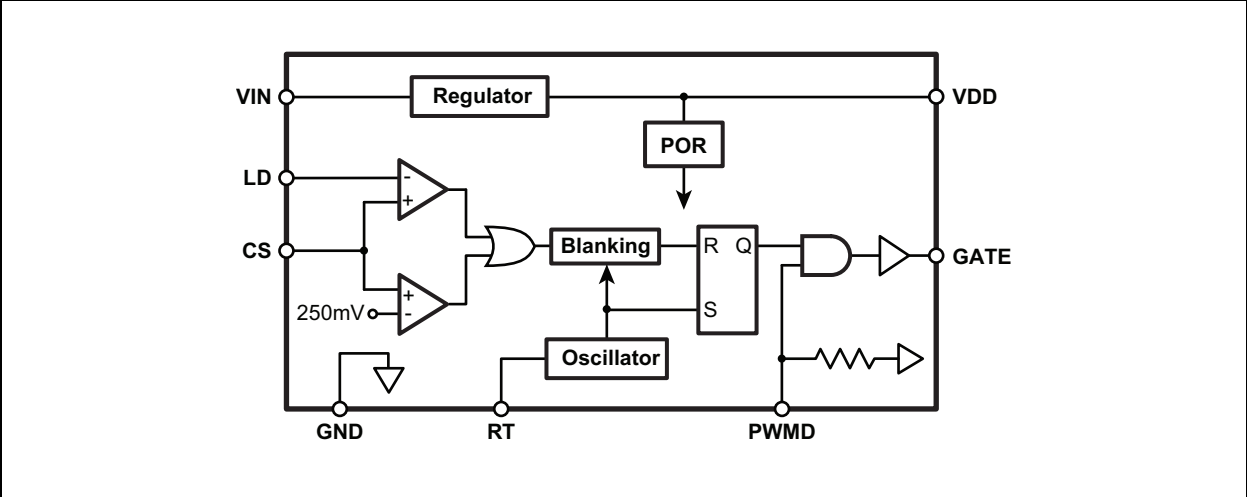 VIN
Regulator
VDD
POR
LD
-
+
CS
Blanking
R Q
GATE
+
250mV
-
S
Oscillator
GND
RT
PWMD